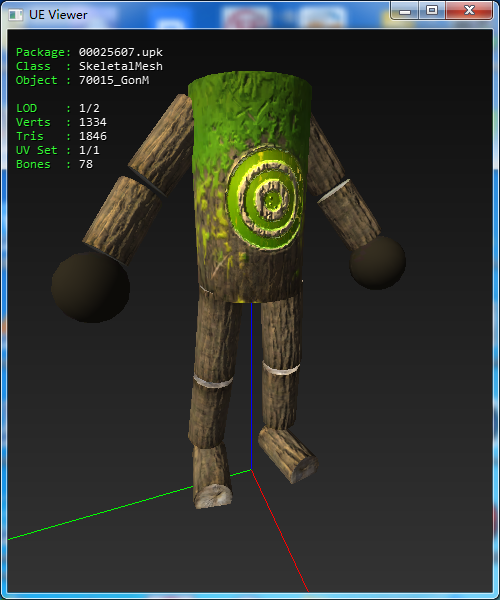 UE Viewer
Package: 00025607.upk
Class : SkeletalMesh
Object : 70015_GonM
LOD : 1/2
Verts : 1334
Tris : 1846
UV Set : 1/1
Bones : 78